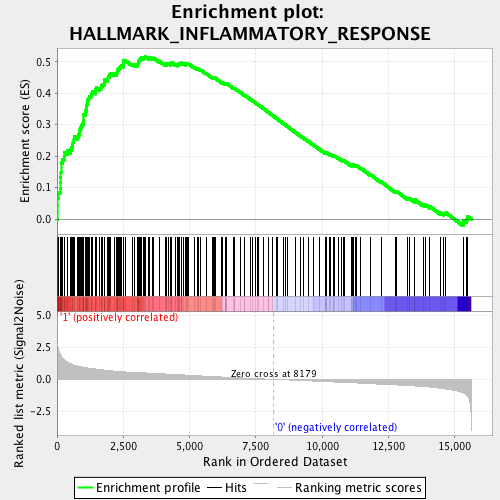 Enrichment plot:
HALLMARK_INFLAMMATORY_RESPONSE
Enrichment score (ES)
0.5
0.4
0.3
0.2
0.1
0.0
Ranked list metric (Signal2Noise)
'1' (positively correlated)
5.0
2.5
0.0
-2.5
Zero cross at 8179
'0' (negatively correlated)
0
2,500
5,000
7,500
10,000
12,500
15,000
Rank in Ordered Dataset
Enrichment profile
Hits
Ranking metric scores